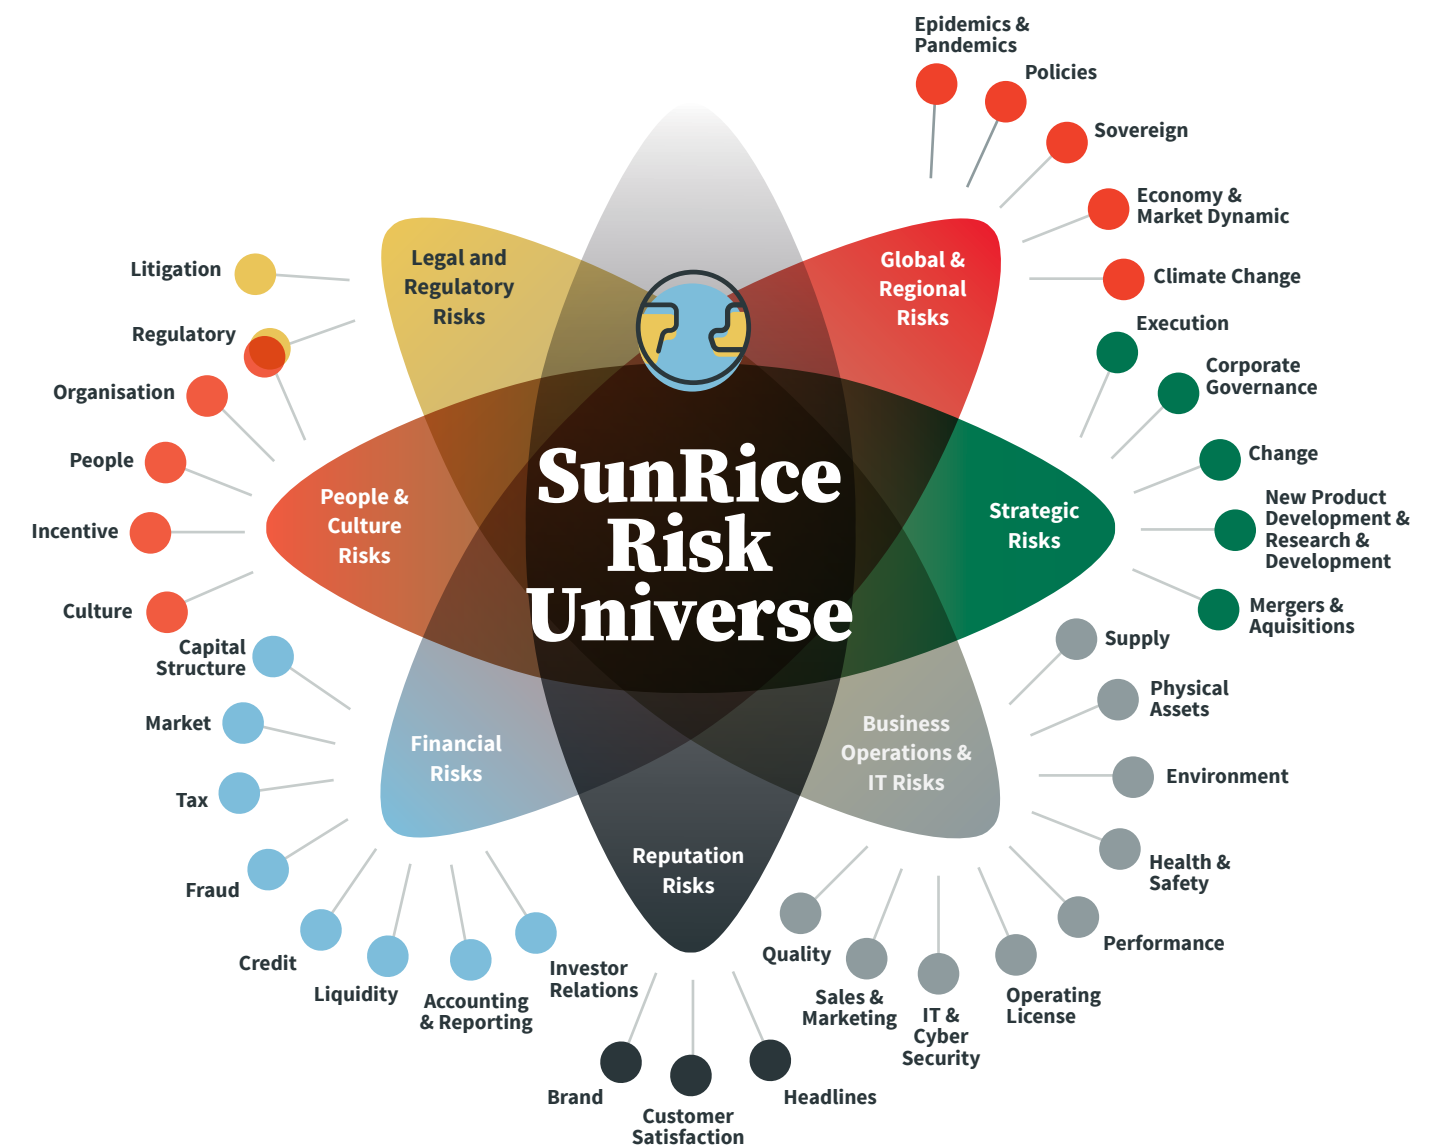 Epidemics &
Pandemics
Policies
Sovereign
Economy &
Market Dynamic
Climate Change
Execution
Corporate
Governance
Change
New Product
Development &
Research &
Development
Mergers &
Aquisitions
Supply
Physical
Assets
Environment
Health &
Safety
Performance
Operating
License
IT &
Cyber
Security
Sales &
Marketing
Quality
Headlines
Customer
Satisfaction
Brand
Investor
Relations
Accounting
& Reporting
Liquidity
Credit
Fraud
Tax
Market
Capital
Structure
Culture
Incentive
People
Organisation
Regulatory
Litigation
Legal and
Regulatory
Risks
Global &
Regional
Risks
People &
Culture
Risks
SunRice
Risk
Universe
Strategic
Risks
Financial
Risks
Business
Operations &
IT Risks
Reputation
Risks